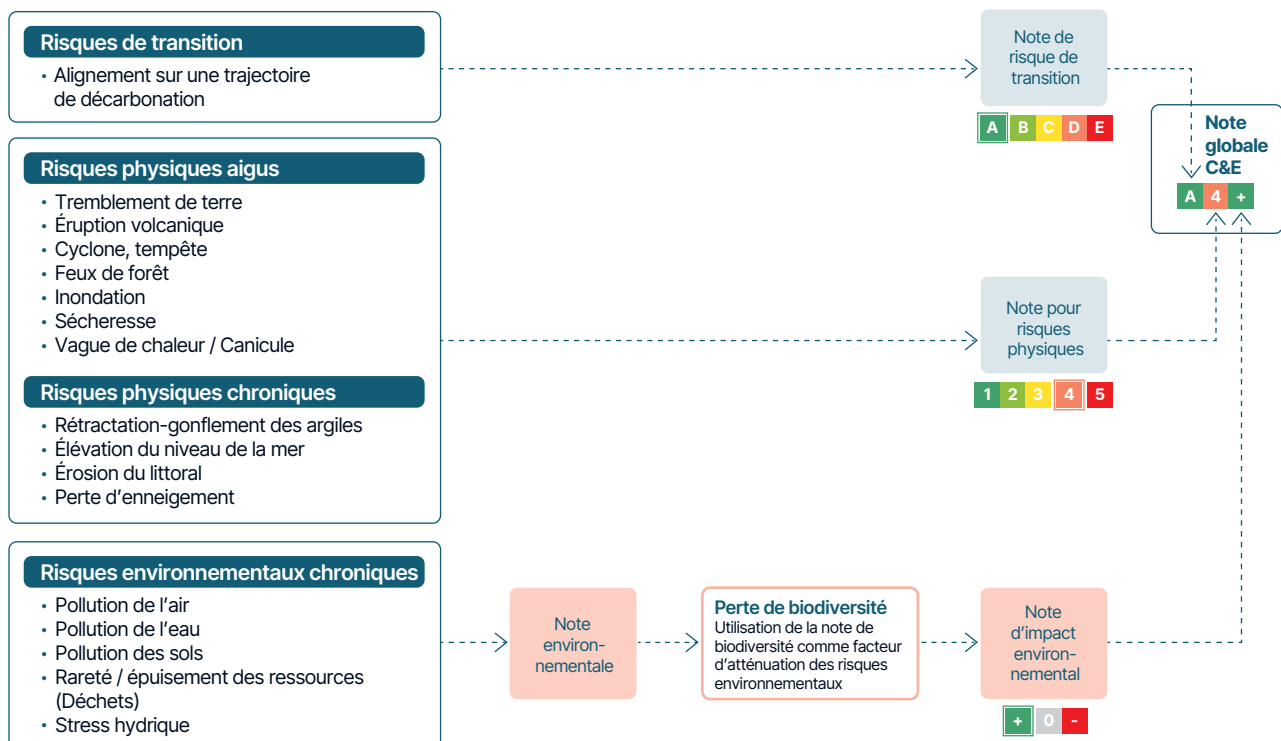 Risques de transition
• Alignement sur une trajectoire
de décarbonation
Note de
risque de
transition
A B C D E
Note
globale
C&E
A 4 +
Risques physiques aigus
• Tremblement de terre
• Éruption volcanique
• Cyclone, tempête
• Feux de forêt
• Inondation
• Sécheresse
• Vague de chaleur / Canicule
Note pour
risques
physiques
1 2 3 4 5
Risques physiques chroniques
• Rétractation-gonflement des argiles
• Élévation du niveau de la mer
• Érosion du littoral
• Perte d’enneigement
Risques environnementaux chroniques
• Pollution de l’air
• Pollution de l’eau
• Pollution des sols
• Rareté / épuisement des ressources
(Déchets)
• Stress hydrique
Note
environ-
nementale
Perte de biodiversité
Utilisation de la note de
biodiversité comme facteur
d’atténuation des risques
environnementaux
Note
d’impact
environ-
nemental
+ 0 -